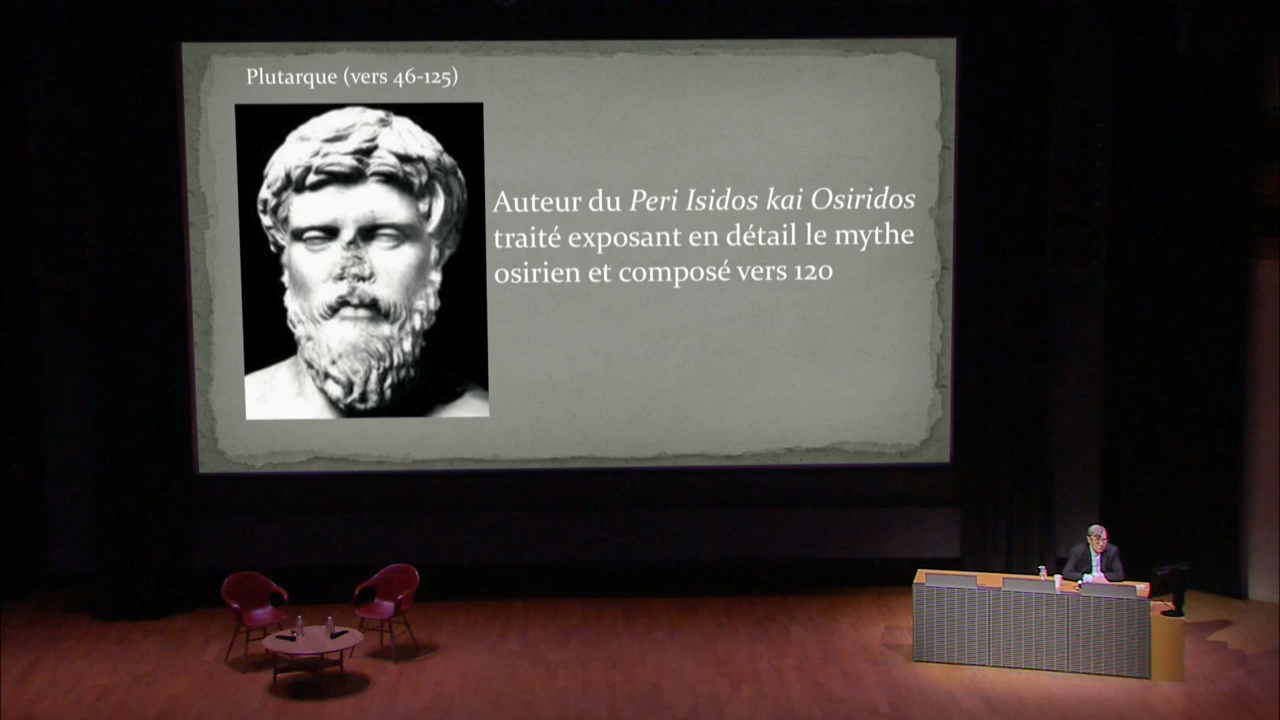 Plutarque (vers 46-125)
Auteur du Peri Isidos kai Osiridos
traité exposant en détail le mythe
osirien et composé vers 120